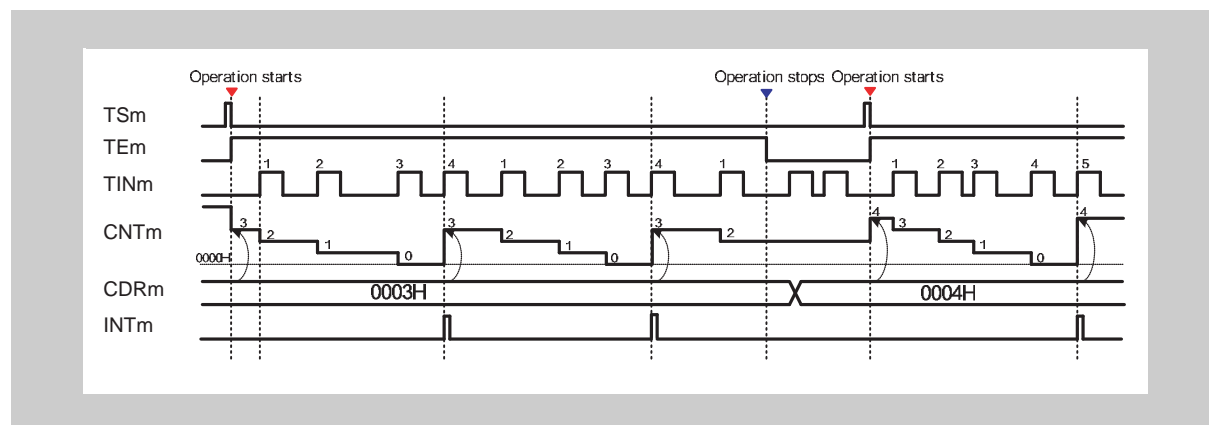 Operation starts Operation stops Operation starts
TSm
TEm
1 2 3 4 1 2 3 4 1 1 2 3 4 5
TINm
CNTm
3 2 1 0 3 2 1 0 3 2 4 3 2 1 0 4
0000H
CDRm
0003H 0004H
INTm